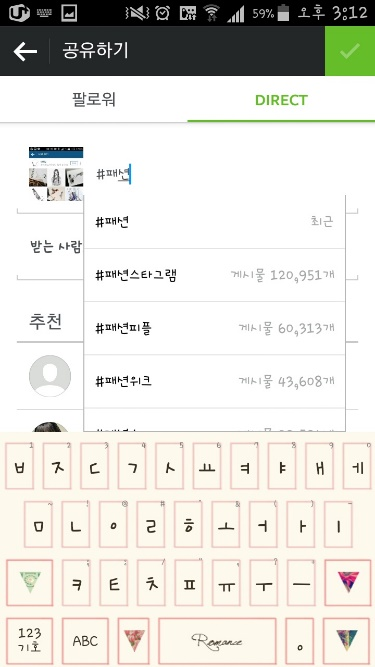 59% 오후 3:12
공유하기
팔로워 DIRECT
#패션
#패션 최근
받는 사람
#패션스타그램 게시물 120,951개
추천
#패션피플 게시물 60,313개
#패션위크 게시물 43,608개
1 2 3 4 5 6 7 8 9 0
ㅂ ㅈ ㄷ ㄱ ㅅ ㅛ ㅕ ㅑ ㅐ ㅔ
ㅁ ㄴ ㅇ ㄹ ㅎ ㅗ ㅓ ㅏ ㅣ
ㅋ ㅌ ㅊ ㅍ ㅠ ㅜ ㅡ
123 기호 ABC Romance .